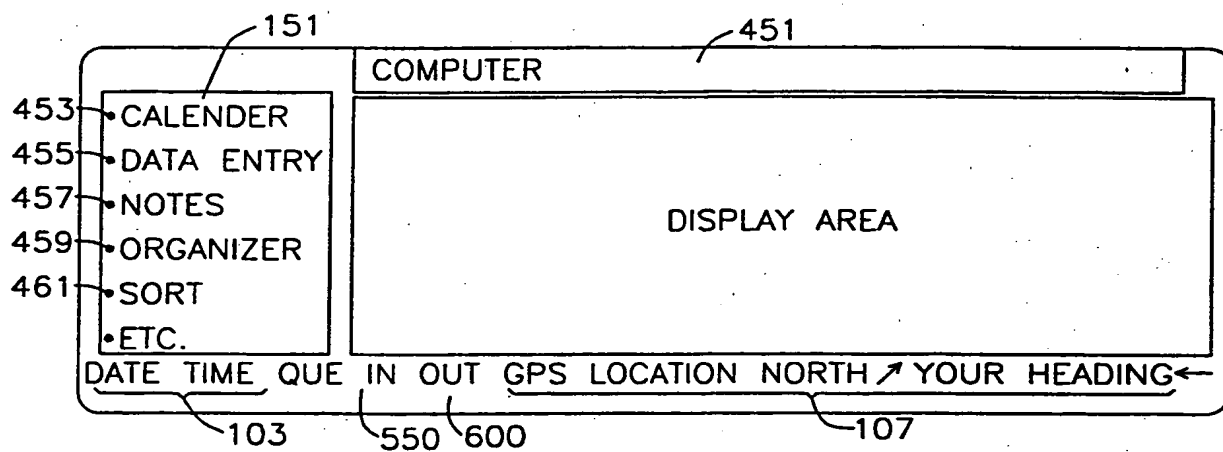 151
451
COMPUTER
453 • CALENDER
455 • DATA ENTRY
457 • NOTES
459 • ORGANIZER
461 • SORT
• ETC.
DISPLAY AREA
DATE TIME QUE IN OUT GPS LOCATION NORTH ↗ YOUR HEADING ←
103 550 600 107